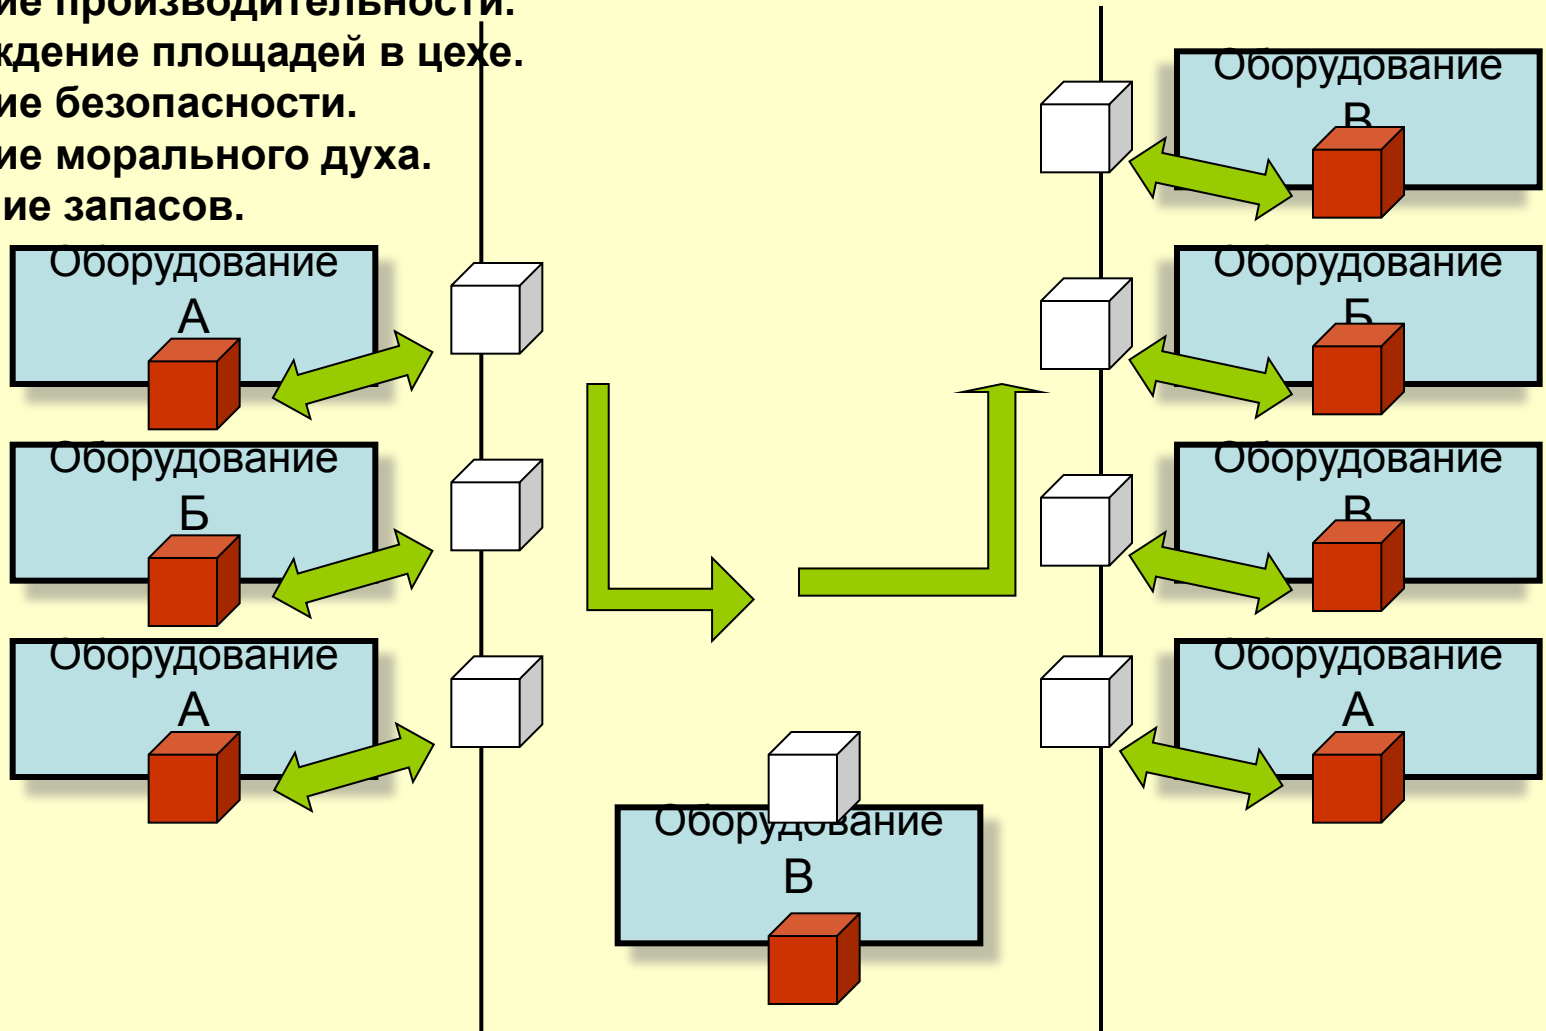 ие производительности.
ждение площадей в цехе.
ие безопасности.
ие морального духа.
ие запасов.
Оборудование
А
Оборудование
Б
Оборудование
А
Оборудование
В
Оборудование
В
Оборудование
Б
Оборудование
В
Оборудование
А